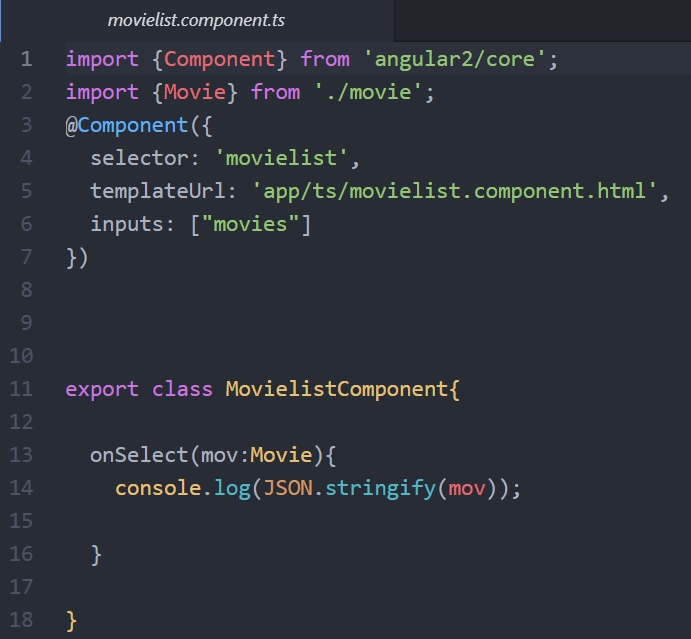 movielist.component.ts
1 import {Component} from 'angular2/core';
2 import {Movie} from './movie';
3 @Component({
4   selector: 'movielist',
5   templateUrl: 'app/ts/movielist.component.html',
6   inputs: ["movies"]
7 })
8
9
10
11 export class MovielistComponent{
12
13   onSelect(mov:Movie){
14     console.log(JSON.stringify(mov));
15
16   }
17
18 }